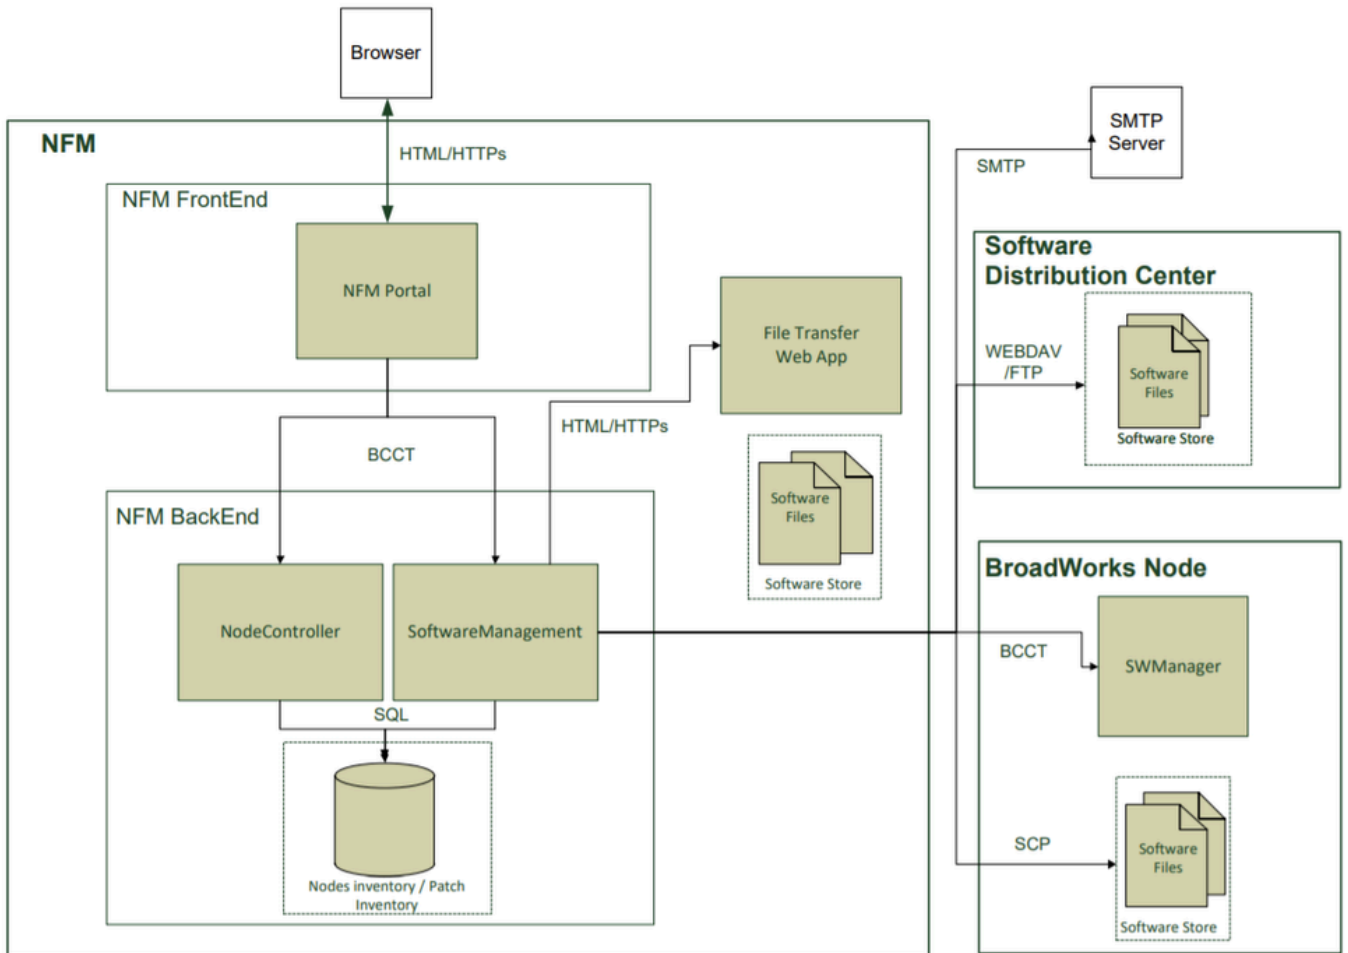 Browser
NFM
HTML/HTTPs
SMTP
Server
SMTP
NFM FrontEnd
NFM Portal
Software
Distribution Center
File Transfer
Web App
WEBDAV
/FTP
Software
Files
Software Store
HTML/HTTPs
BCCT
Software
Files
Software Store
NFM BackEnd
NodeController
SoftwareManagement
BroadWorks Node
BCCT
SWManager
SQL
Nodes inventory / Patch
Inventory
SCP
Software
Files
Software Store